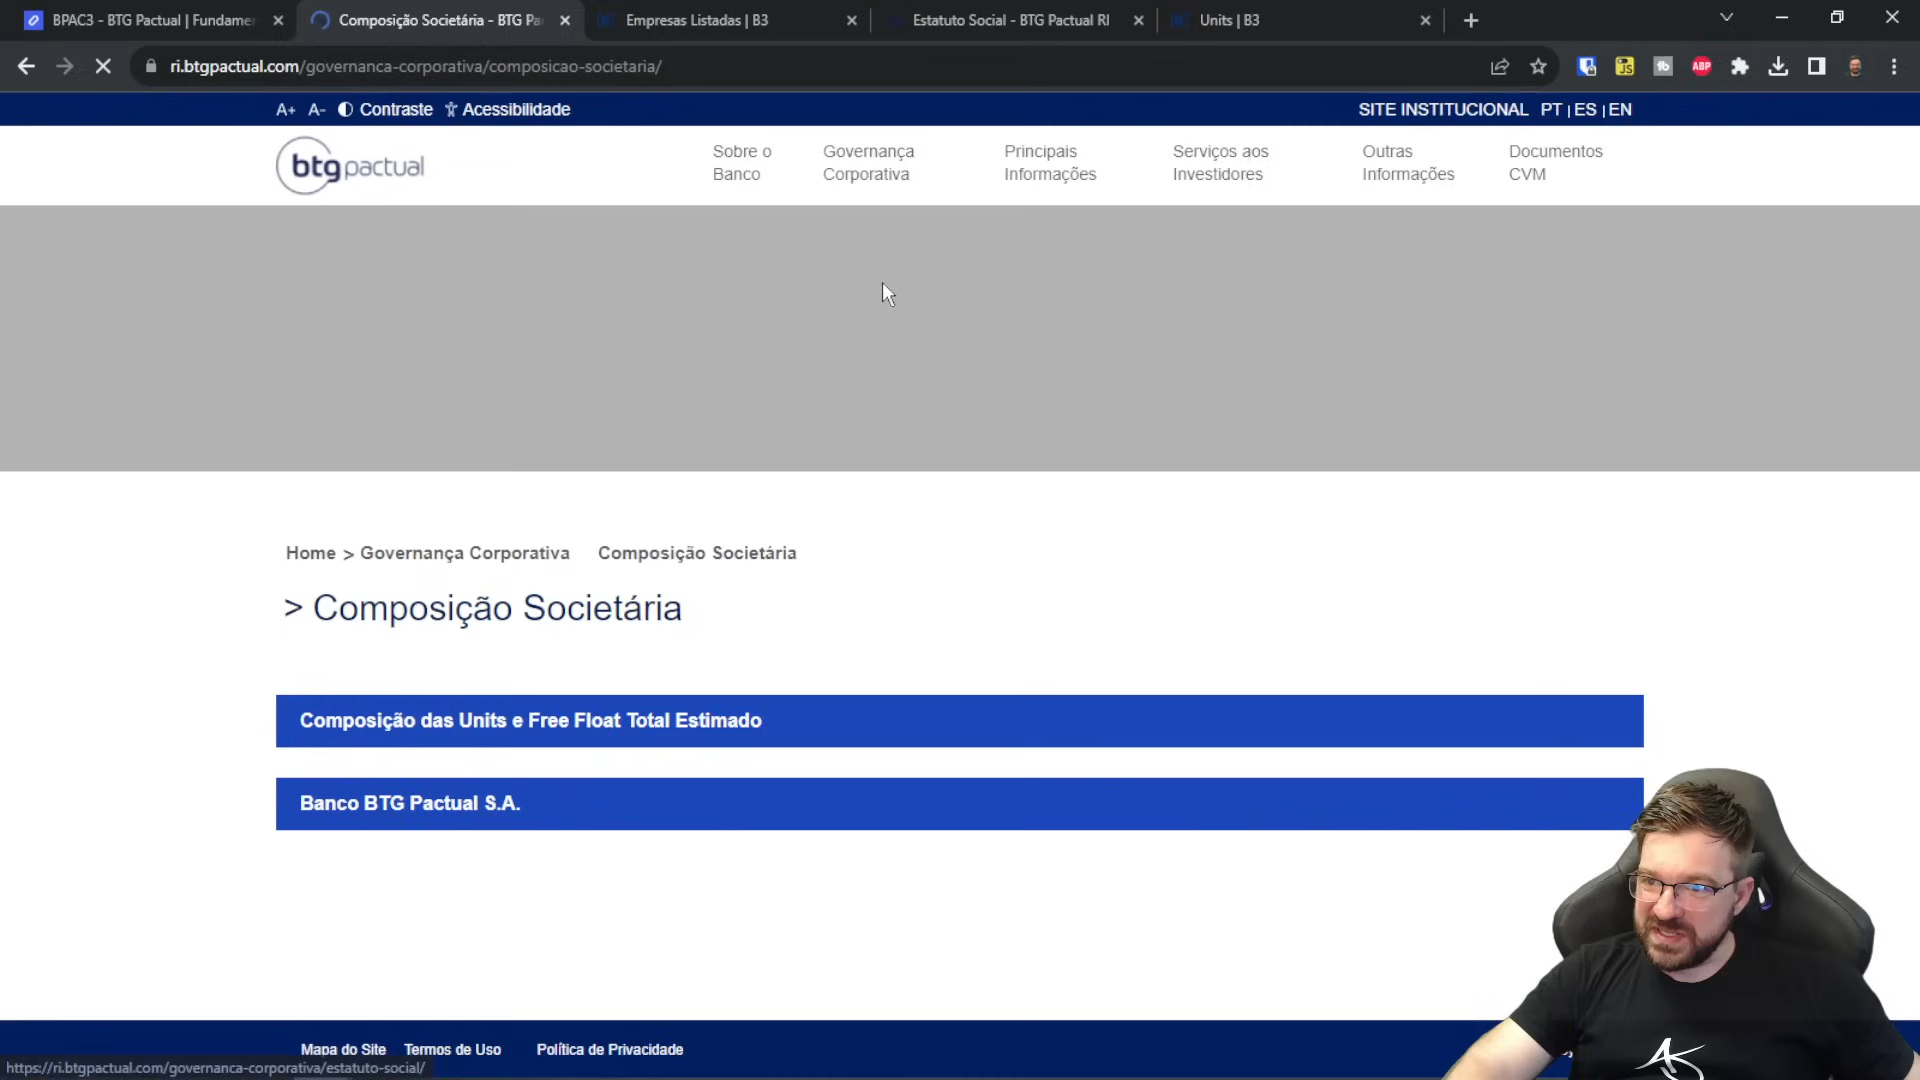 BPAC3 - BTG Pactual | Fundamen
Composição Societária - BTG Pa
Empresas Listadas | B3
Estatuto Social - BTG Pactual RI
Units | B3
ri.btgpactual.com/governanca-corporativa/composicao-societaria/
A+ A- Contraste Acessibilidade
SITE INSTITUCIONAL PT | ES | EN
btgpactual
Sobre o
Banco
Governança
Corporativa
Principais
Informações
Serviços aos
Investidores
Outras
Informações
Documentos
CVM
Home > Governança Corporativa Composição Societária
> Composição Societária
Composição das Units e Free Float Total Estimado
Banco BTG Pactual S.A.
Mapa do Site Termos de Uso Política de Privacidade
https://ri.btgpactual.com/governanca-corporativa/estatuto-social/